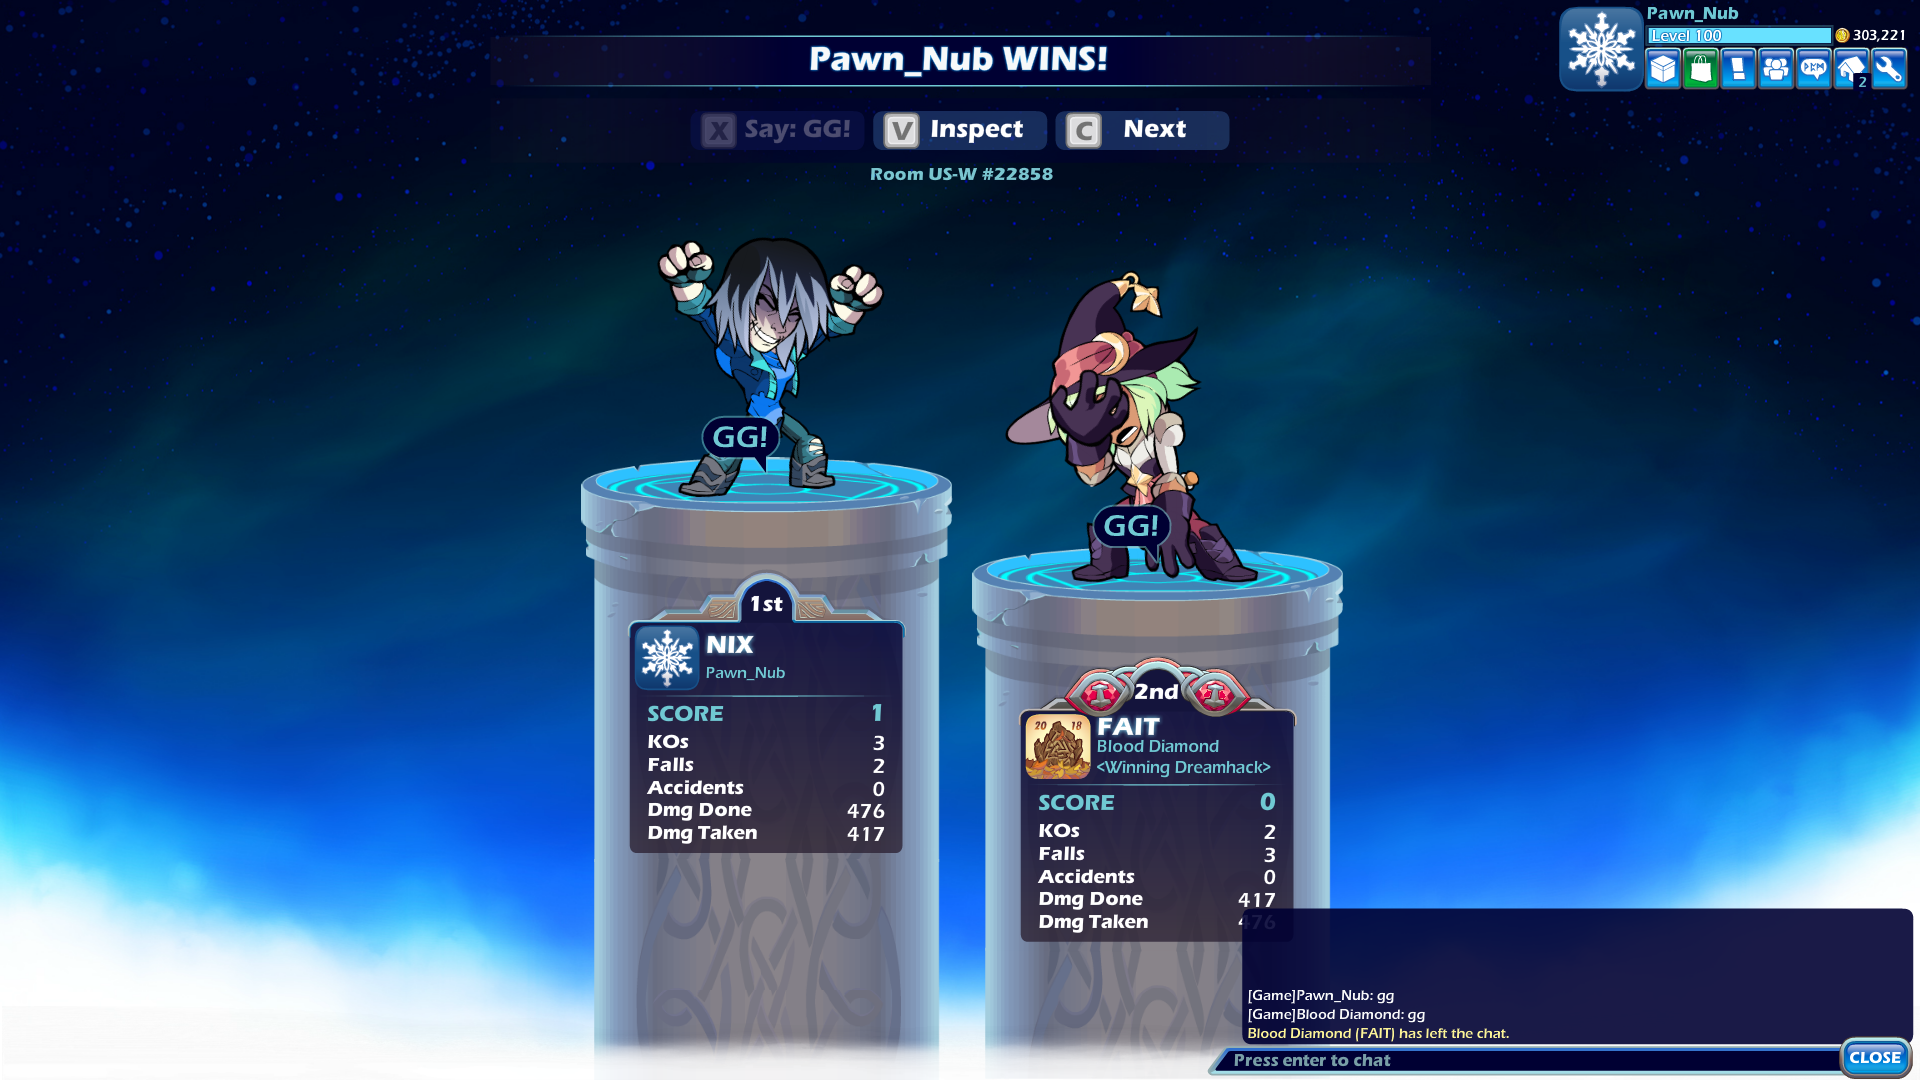 Pawn_Nub
Level 100
303,221
2
Pawn_Nub WINS!
X Say: GG!
V Inspect
C Next
Room US-W #22858
GG!
GG!
1st
NIX
Pawn_Nub
SCORE 1
KOs 3
Falls 2
Accidents 0
Dmg Done 476
Dmg Taken 417
2nd
20 18
FAIT
Blood Diamond
<Winning Dreamhack>
SCORE 0
KOs 2
Falls 3
Accidents 0
Dmg Done 417
Dmg Taken 476
[Game]Pawn_Nub: gg
[Game]Blood Diamond: gg
Blood Diamond (FAIT) has left the chat.
Press enter to chat
CLOSE